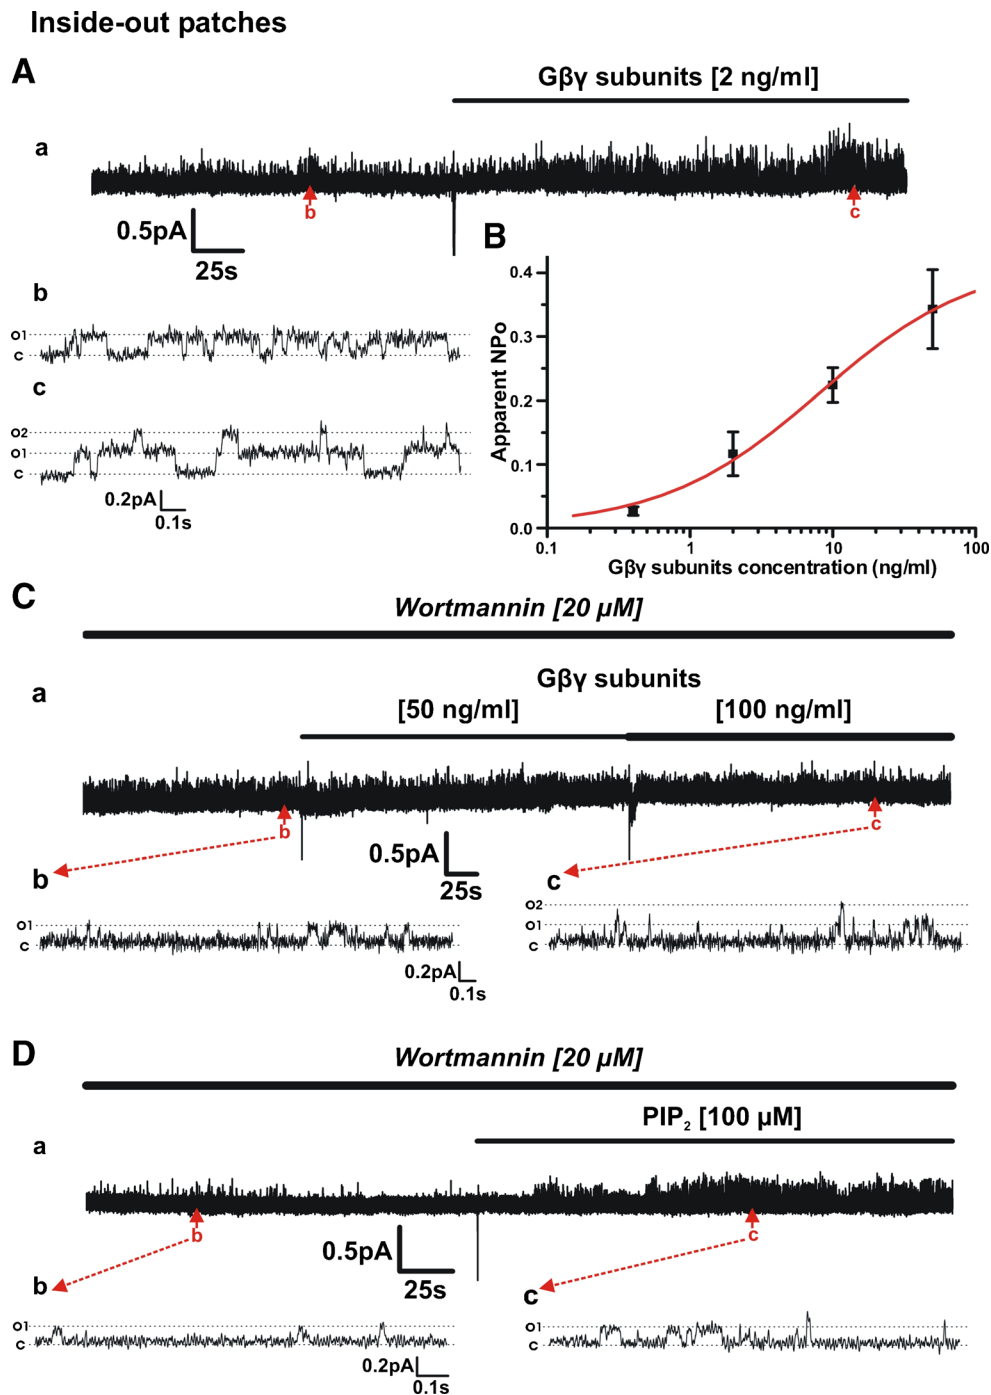 Inside-out patches
A
Gβγ subunits [2 ng/ml]
a
b
c
0.5pA
25s
b
O1
C
c
O2
O1
C
0.2pA
0.1s
B
Apparent NPo
0.4
0.3
0.2
0.1
0.0
0.1
1
10
100
Gβγ subunits concentration (ng/ml)
C
Wortmannin [20 µM]
a
Gβγ subunits
[50 ng/ml]
[100 ng/ml]
b
c
0.5pA
25s
b
O1
C
0.2pA
0.1s
c
O2
O1
C
D
Wortmannin [20 µM]
a
PIP2 [100 µM]
b
c
0.5pA
25s
b
O1
C
0.2pA
0.1s
c
O1
C